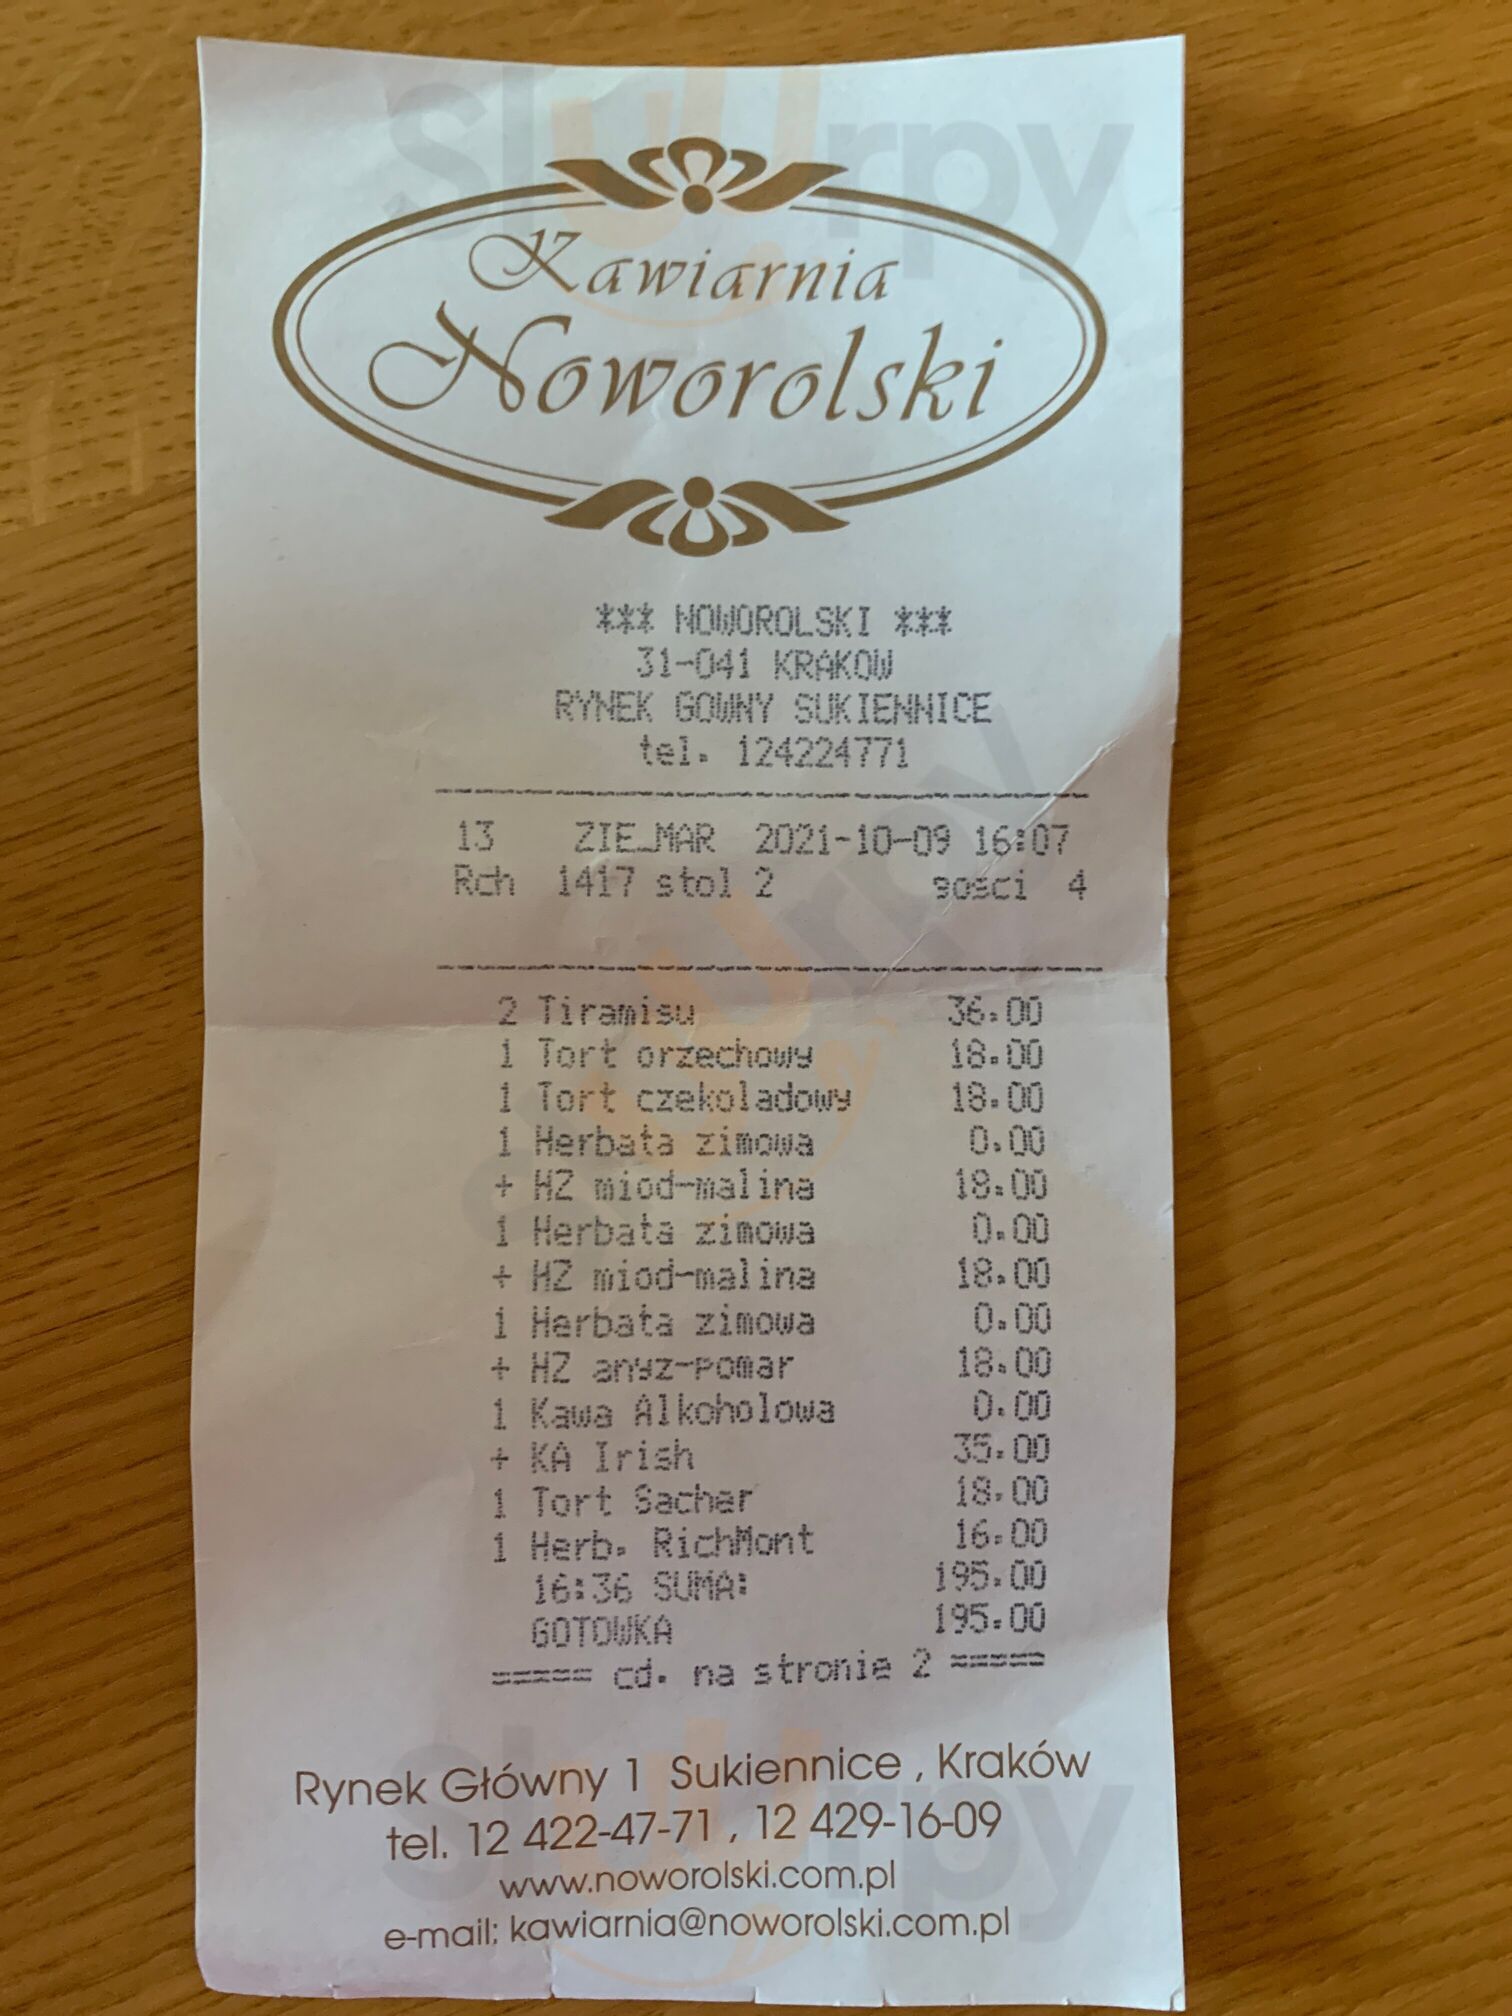 slurpy
Kawiarnia
Noworolski
*** NOWOROLSKI ***
31-041 KRAKOW
RYNEK GOWNY SUKIENNICE
tel. 124224771
13 ZIE_MAR 2021-10-09 16:07
Rch 1417 stol 2 gosci 4
2 Tiramisu 36.00
1 Tort orzechowy 18.00
1 Tort czekoladowy 18.00
1 Herbata zimowa 0.00
+ HZ miod-malina 18.00
1 Herbata zimowa 0.00
+ HZ miod-malina 18.00
1 Herbata zimowa 0.00
+ HZ anyz-pomar 18.00
1 Kawa Alkoholowa 0.00
+ KA Irish 35.00
1 Tort Sacher 18.00
1 Herb. RichMont 16.00
16:36 SUMA: 195.00
GOTOWKA 195.00
===== cd. na stronie 2 =====
Rynek Główny 1 Sukiennice , Kraków
tel. 12 422-47-71 , 12 429-16-09
www.noworolski.com.pl
e-mail: kawiarnia@noworolski.com.pl
slurpy